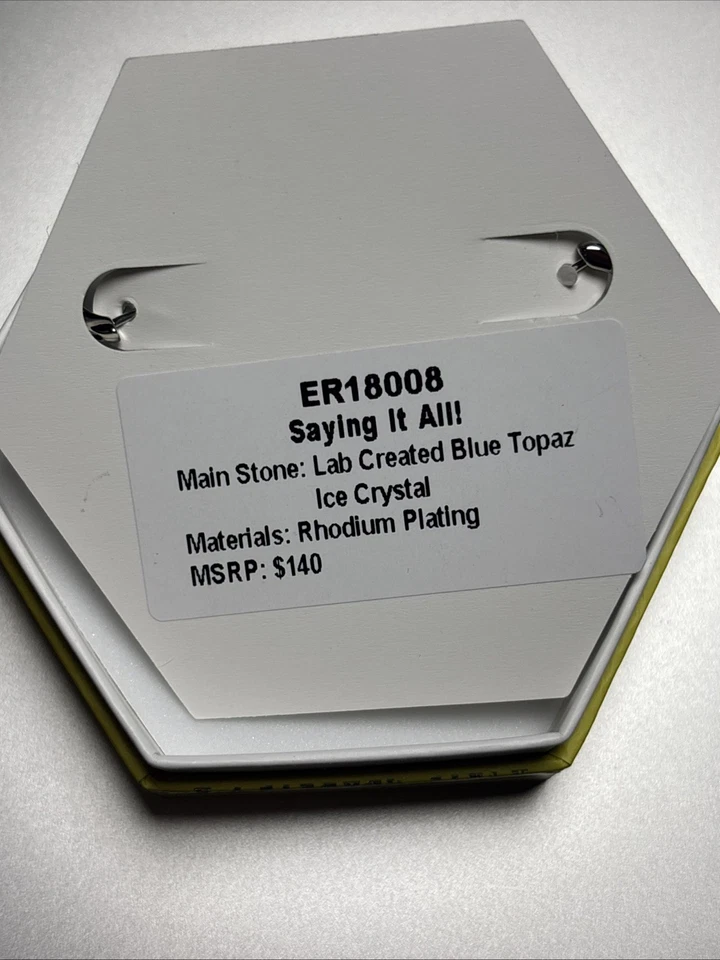 ER18008
Saying It All!
Main Stone: Lab Created Blue Topaz
Ice Crystal
Materials: Rhodium Plating
MSRP: $140